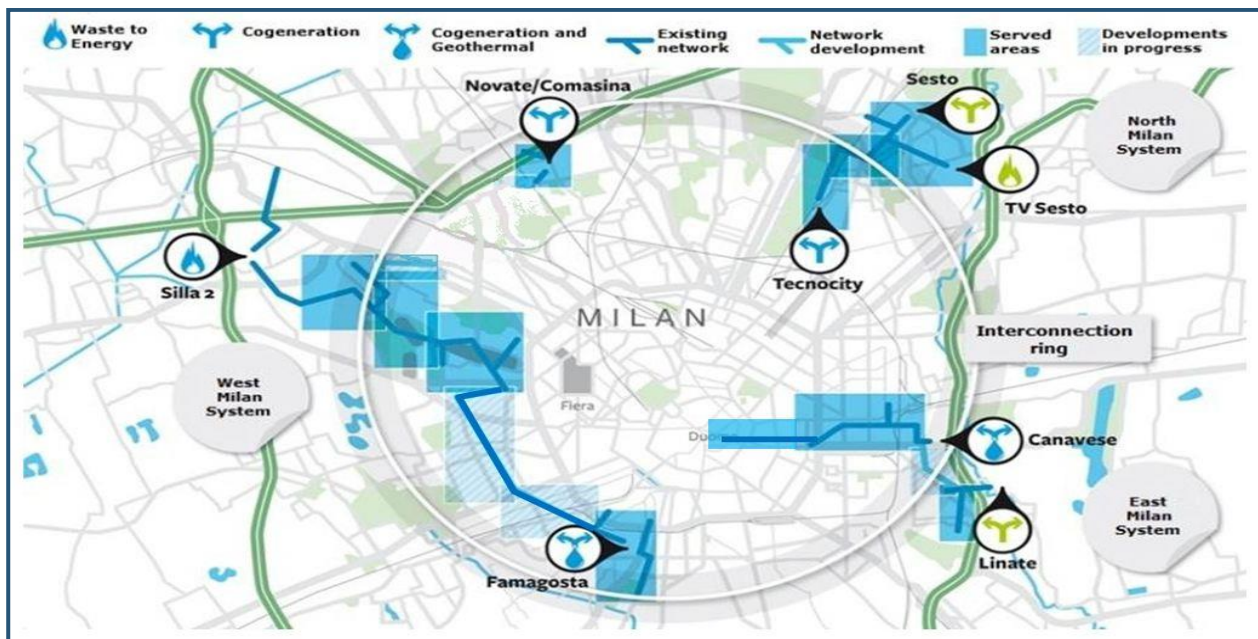 Waste to
Energy
Cogeneration
Cogeneration and
Geothermal
Existing
network
Network
development
Served
areas
Developments
in progress
Novate/Comasina
Sesto
North
Milan
System
TV Sesto
Silla 2
Tecnocity
MILAN
Interconnection
ring
West
Milan
System
Fiera
Duo
Canavese
East
Milan
System
Linate
Famagosta